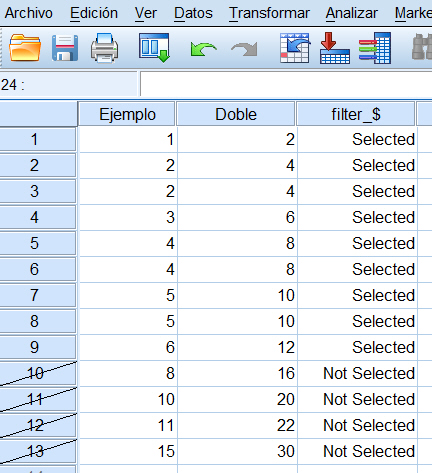 Archivo Edición Ver Datos Transformar Analizar Marke
24 :
Ejemplo Doble filter_$
1 1 2 Selected
2 2 4 Selected
3 2 4 Selected
4 3 6 Selected
5 4 8 Selected
6 4 8 Selected
7 5 10 Selected
8 5 10 Selected
9 6 12 Selected
10 8 16 Not Selected
11 10 20 Not Selected
12 11 22 Not Selected
13 15 30 Not Selected